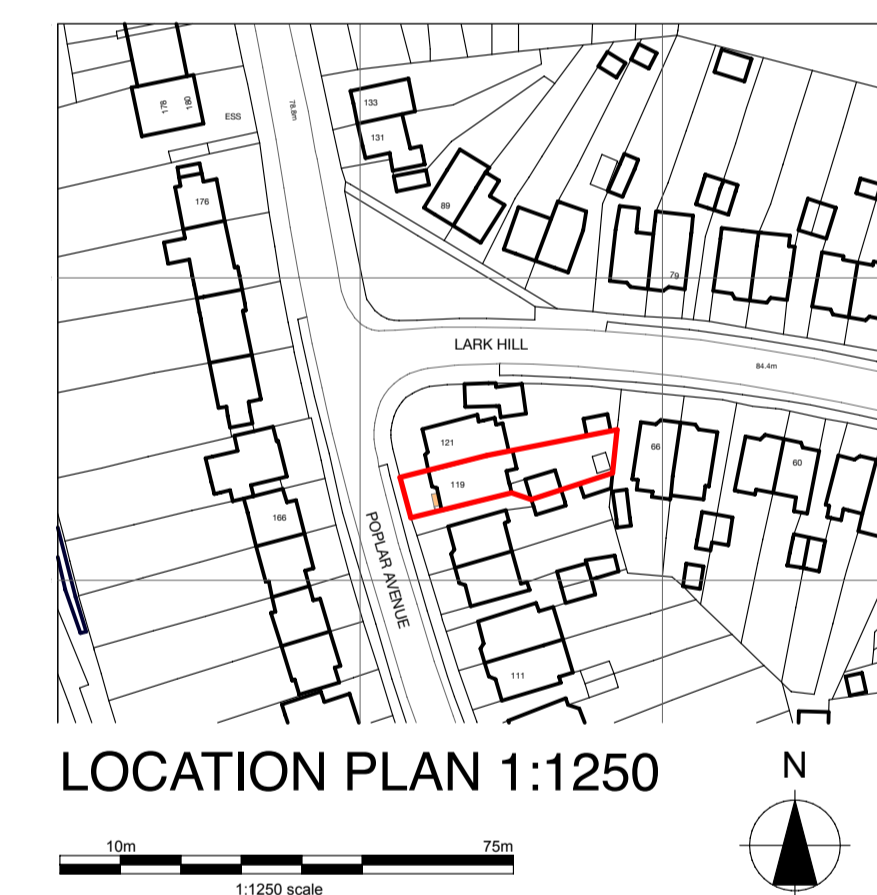 178
180
ESS
78.8m
133
131
176
89
79
LARK HILL
84.4m
121
119
66
60
166
POPLAR AVENUE
111
LOCATION PLAN 1:1250
N
10m
75m
1:1250 scale